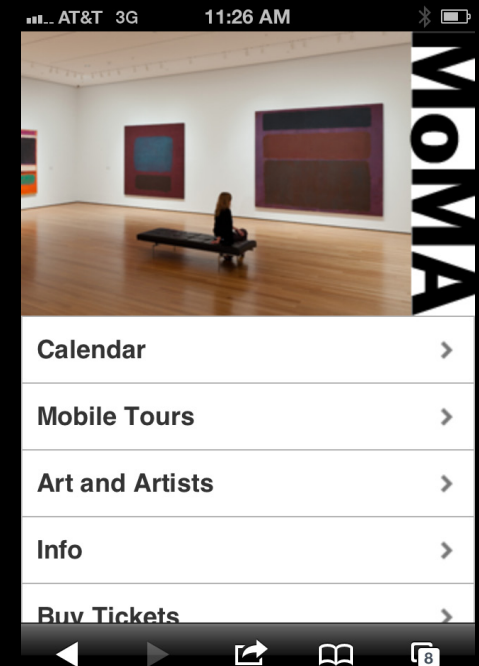 AT&T 3G 11:26 AM
MoMA
Calendar
Mobile Tours
Art and Artists
Info
Buy Tickets
8